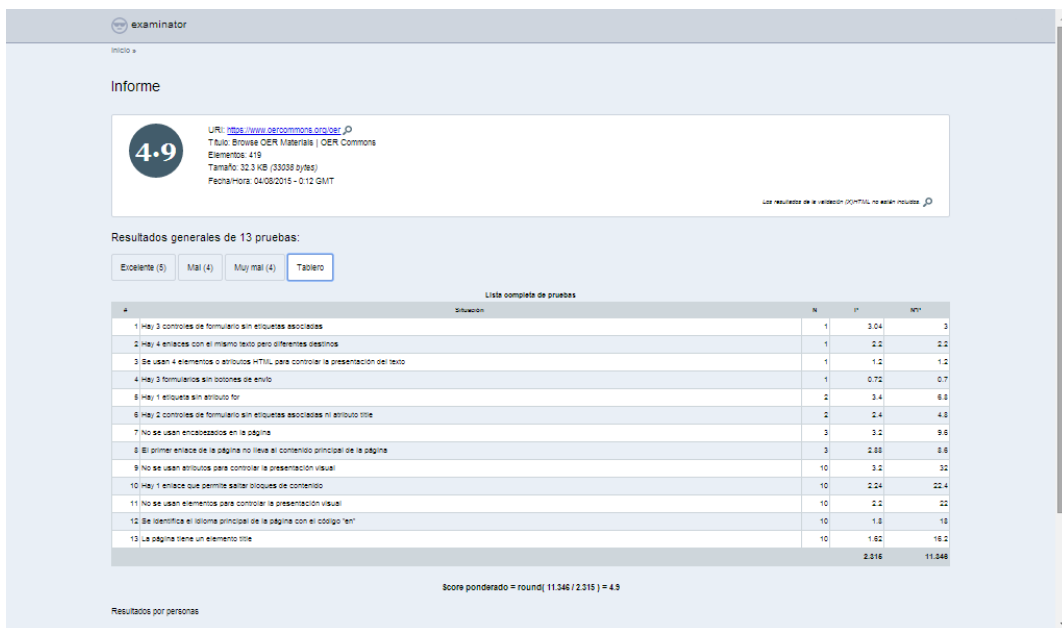 examinator
Inicio »
Informe
4.9
URI: https://www.oercommons.org/oer
Título: Browse OER Materials | OER Commons
Elementos: 419
Tamaño: 32.3 KB (33036 bytes)
Fecha/Hora: 04/08/2015 - 0:12 GMT
Los resultados de la validación (X)HTML no están incluidos
Resultados generales de 13 pruebas:
Excelente (5) Mal (4) Muy mal (4) Tablero
Lista completa de pruebas
# Situación N I* N*I*
1 Hay 3 controles de formulario sin etiquetas asociadas 1 3.04 3
2 Hay 4 enlaces con el mismo texto pero diferentes destinos 1 2.2 2.2
3 Se usan 4 elementos o atributos HTML para controlar la presentación del texto 1 1.2 1.2
4 Hay 3 formularios sin botones de envío 1 0.72 0.7
5 Hay 1 etiqueta sin atributo for 2 3.4 6.8
6 Hay 2 controles de formulario sin etiquetas asociadas ni atributo title 2 2.4 4.8
7 No se usan encabezados en la página 3 3.2 9.6
8 El primer enlace de la página no lleva al contenido principal de la página 3 2.88 8.6
9 No se usan atributos para controlar la presentación visual 10 3.2 32
10 Hay 1 enlace que permite saltar bloques de contenido 10 2.24 22.4
11 No se usan elementos para controlar la presentación visual 10 2.2 22
12 Se identifica el idioma principal de la página con el código "en" 10 1.8 18
13 La página tiene un elemento title 10 1.62 16.2
2.316 11.346
Score ponderado = round( 11.346 / 2.315 ) = 4.9
Resultados por personas